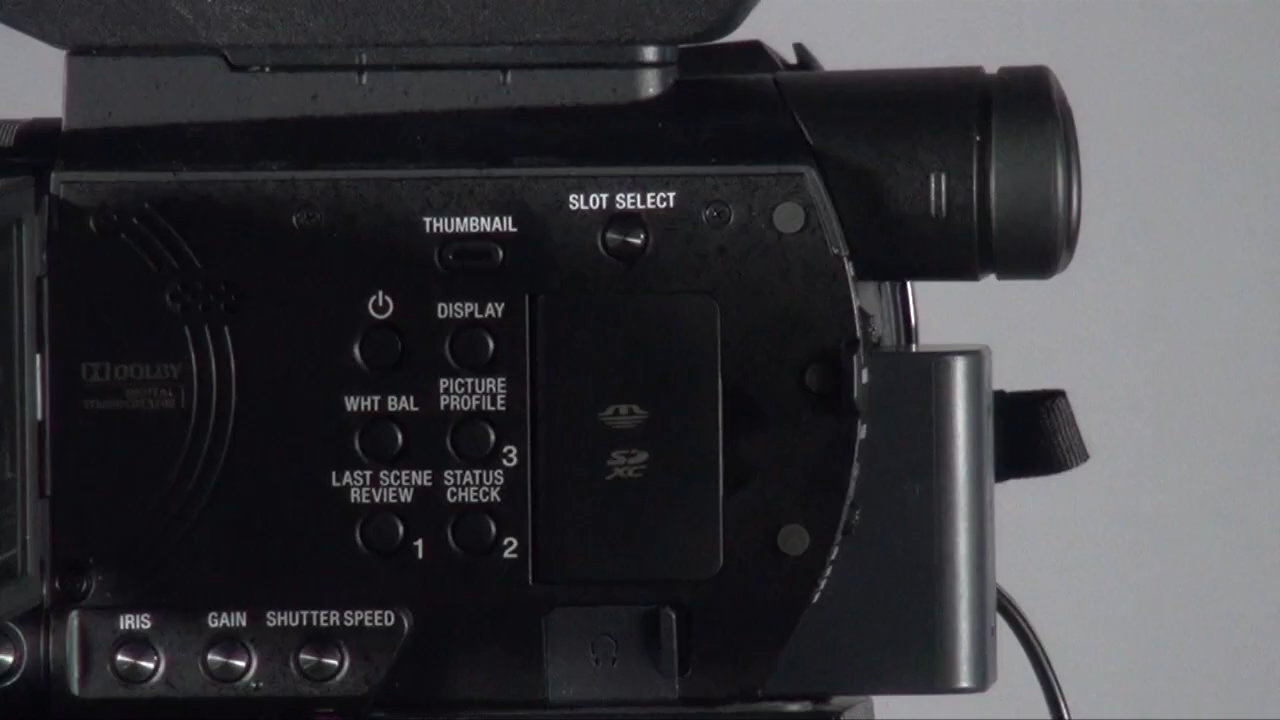 SLOT SELECT
THUMBNAIL
DISPLAY
PICTURE
PROFILE
WHT BAL
3
LAST SCENE
REVIEW
STATUS
CHECK
1
2
DOLBY
DIGITAL
SD
XC
IRIS
GAIN
SHUTTER SPEED